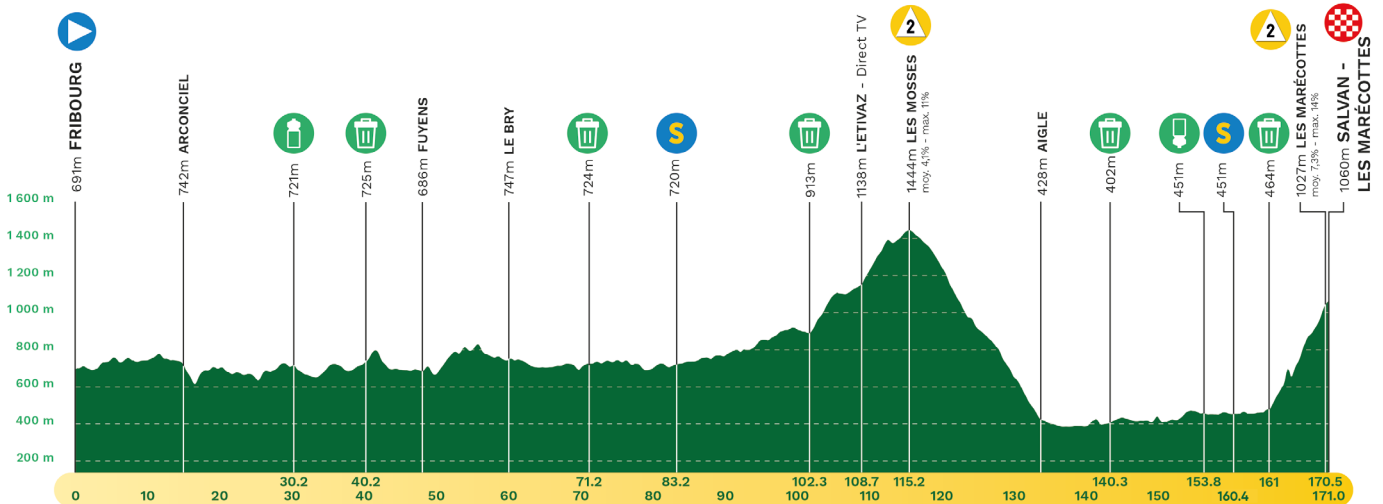 691m FRIBOURG
742m ARCONCIEL
721m
725m
686m FUYENS
747m LE BRY
724m
S
720m
913m
1138m L'ETIVAZ - Direct TV
2
1444m LES MOSSES
moy. 4,1% - max. 11%
428m AIGLE
402m
451m
S
451m
464m
2
1027m LES MARÉCOTTES
moy. 7,3% - max. 14%
1060m SALVAN -
LES MARÉCOTTES
1 600 m
1 400 m
1 200 m
1 000 m
800 m
600 m
400 m
200 m
30.2 40.2 71.2 83.2 102.3 108.7 115.2 140.3 153.8 161 170.5
0 10 20 30 40 50 60 70 80 90 100 110 120 130 140 150 160.4 171.0